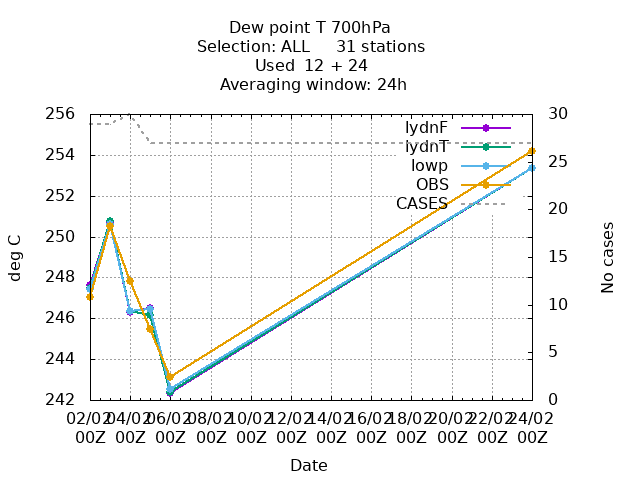 Dew point T 700hPa
Selection: ALL     31 stations
Used  12 + 24
Averaging window: 24h
256
254
252
250
248
246
244
242
30
25
20
15
10
5
0
lydnF
lydnT
lowp
OBS
CASES
deg C
No cases
02/02 04/02 06/02 08/02 10/02 12/02 14/02 16/02 18/02 20/02 22/02 24/02
00Z 00Z 00Z 00Z 00Z 00Z 00Z 00Z 00Z 00Z 00Z 00Z
Date